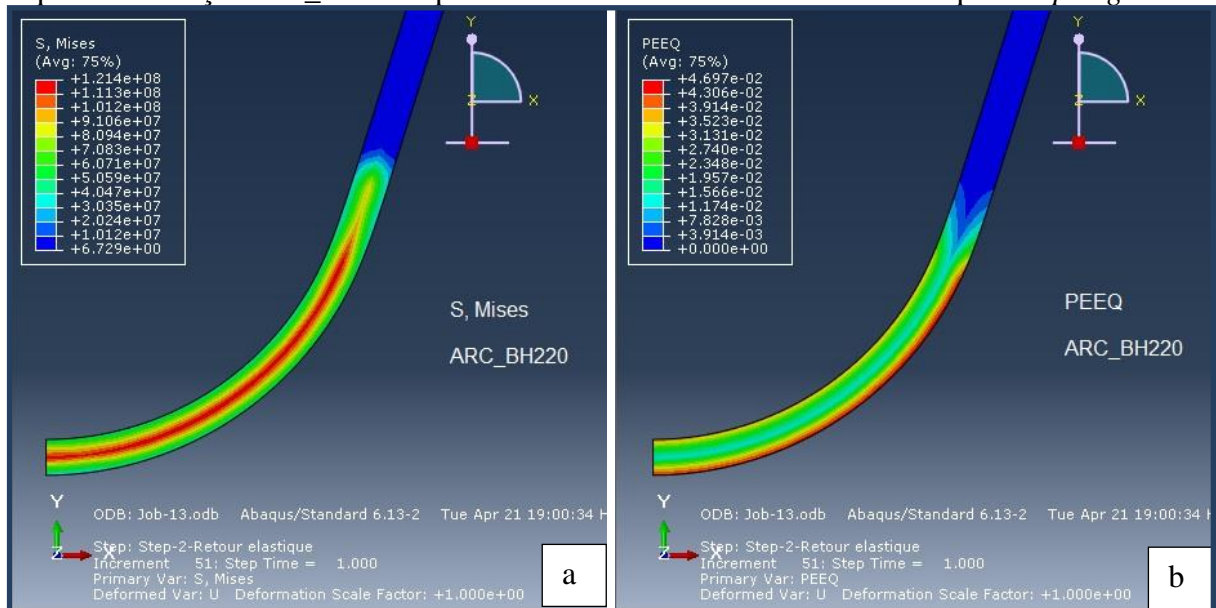 S, Mises
(Avg: 75%)
+1.214e+08
+1.113e+08
+1.012e+08
+9.106e+07
+8.094e+07
+7.083e+07
+6.071e+07
+5.059e+07
+4.047e+07
+3.035e+07
+2.024e+07
+1.012e+07
+6.729e+00
Y
Z
X
S, Mises
ARC_BH220
Y
Z
X
ODB: Job-13.odb Abaqus/Standard 6.13-2 Tue Apr 21 19:00:34 H
Step: Step-2-Retour elastique
Increment 51: Step Time = 1.000
Primary Var: S, Mises
Deformed Var: U Deformation Scale Factor: +1.000e+00
a
PEEQ
(Avg: 75%)
+4.697e-02
+4.306e-02
+3.914e-02
+3.523e-02
+3.131e-02
+2.740e-02
+2.348e-02
+1.957e-02
+1.566e-02
+1.174e-02
+7.828e-03
+3.914e-03
+0.000e+00
Y
Z
X
PEEQ
ARC_BH220
Y
Z
X
ODB: Job-13.odb Abaqus/Standard 6.13-2 Tue Apr 21 19:00:34 H
Step: Step-2-Retour elastique
Increment 51: Step Time = 1.000
Primary Var: PEEQ
Deformed Var: U Deformation Scale Factor: +1.000e+00
b